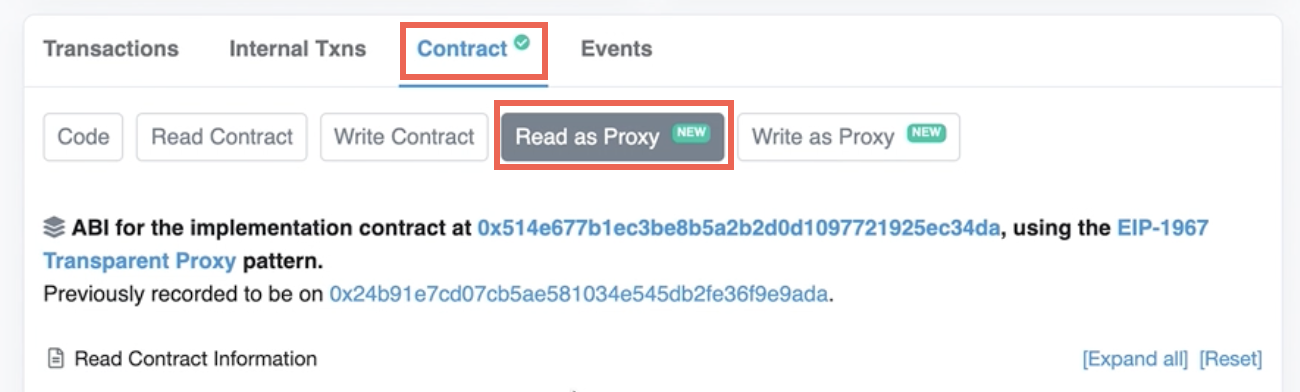 Transactions Internal Txns Contract Events
Code Read Contract Write Contract Read as Proxy NEW Write as Proxy NEW
ABI for the implementation contract at 0x514e677b1ec3be8b5a2b2d0d1097721925ec34da, using the EIP-1967
Transparent Proxy pattern.
Previously recorded to be on 0x24b91e7cd07cb5ae581034e545db2fe36f9e9ada.
Read Contract Information [Expand all] [Reset]